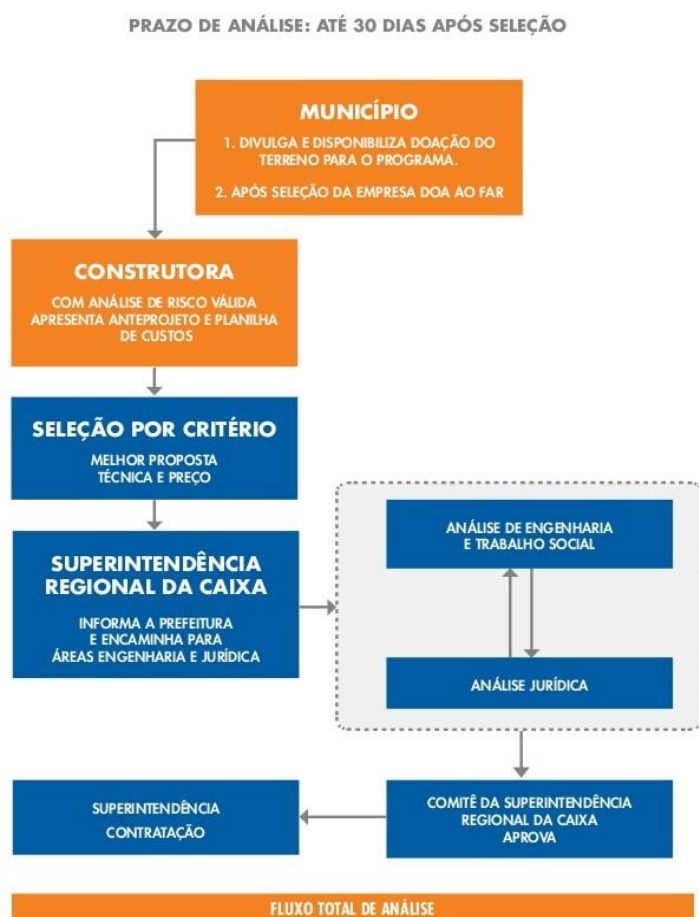 PRAZO DE ANÁLISE: ATÉ 30 DIAS APÓS SELEÇÃO
MUNICÍPIO
1. DIVULGA E DISPONIBILIZA DOAÇÃO DO
TERRENO PARA O PROGRAMA.
2. APÓS SELEÇÃO DA EMPRESA DOA AO FAR
CONSTRUTORA
COM ANÁLISE DE RISCO VÁLIDA
APRESENTA ANTEPROJETO E PLANILHA
DE CUSTOS
SELEÇÃO POR CRITÉRIO
MELHOR PROPOSTA
TÉCNICA E PREÇO
SUPERINTENDÊNCIA
REGIONAL DA CAIXA
INFORMA A PREFEITURA
E ENCAMINHA PARA
ÁREAS ENGENHARIA E JURÍDICA
ANÁLISE DE ENGENHARIA
E TRABALHO SOCIAL
ANÁLISE JURÍDICA
COMITÊ DA SUPERINTENDÊNCIA
REGIONAL DA CAIXA
APROVA
SUPERINTENDÊNCIA
CONTRATAÇÃO
FLUXO TOTAL DE ANÁLISE